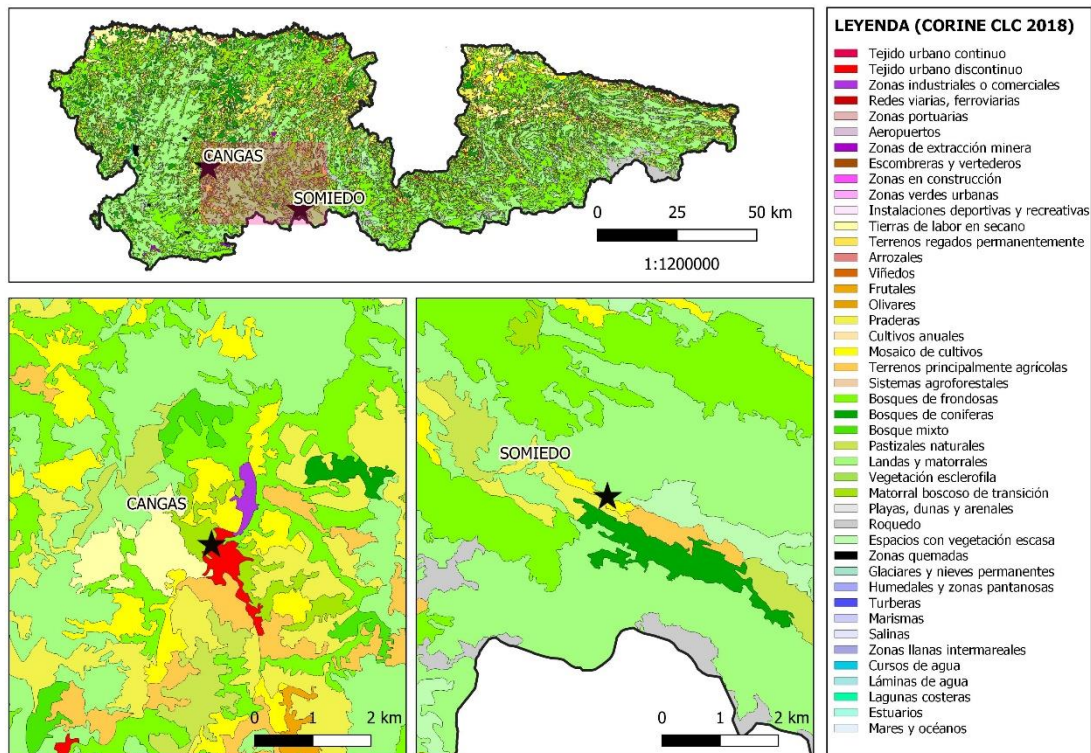 CANGAS
SOMIEDO
0 25 50 km
1:1200000
CANGAS
0 1 2 km
SOMIEDO
0 1 2 km
LEYENDA (CORINE CLC 2018)
Tejido urbano continuo
Tejido urbano discontinuo
Zonas industriales o comerciales
Redes viarias, ferroviarias
Zonas portuarias
Aeropuertos
Zonas de extracción minera
Escombreras y vertederos
Zonas en construcción
Zonas verdes urbanas
Instalaciones deportivas y recreativas
Tierras de labor en secano
Terrenos regados permanentemente
Arrozales
Viñedos
Frutales
Olivares
Praderas
Cultivos anuales
Mosaico de cultivos
Terrenos principalmente agricolas
Sistemas agroforestales
Bosques de frondosas
Bosques de coniferas
Bosque mixto
Pastizales naturales
Landas y matorrales
Vegetación esclerofila
Matorral boscoso de transición
Playas, dunas y arenales
Roquedo
Espacios con vegetación escasa
Zonas quemadas
Glaciares y nieves permanentes
Humedales y zonas pantanosas
Turberas
Marismas
Salinas
Zonas llanas intermareales
Cursos de agua
Láminas de agua
Lagunas costeras
Estuarios
Mares y océanos